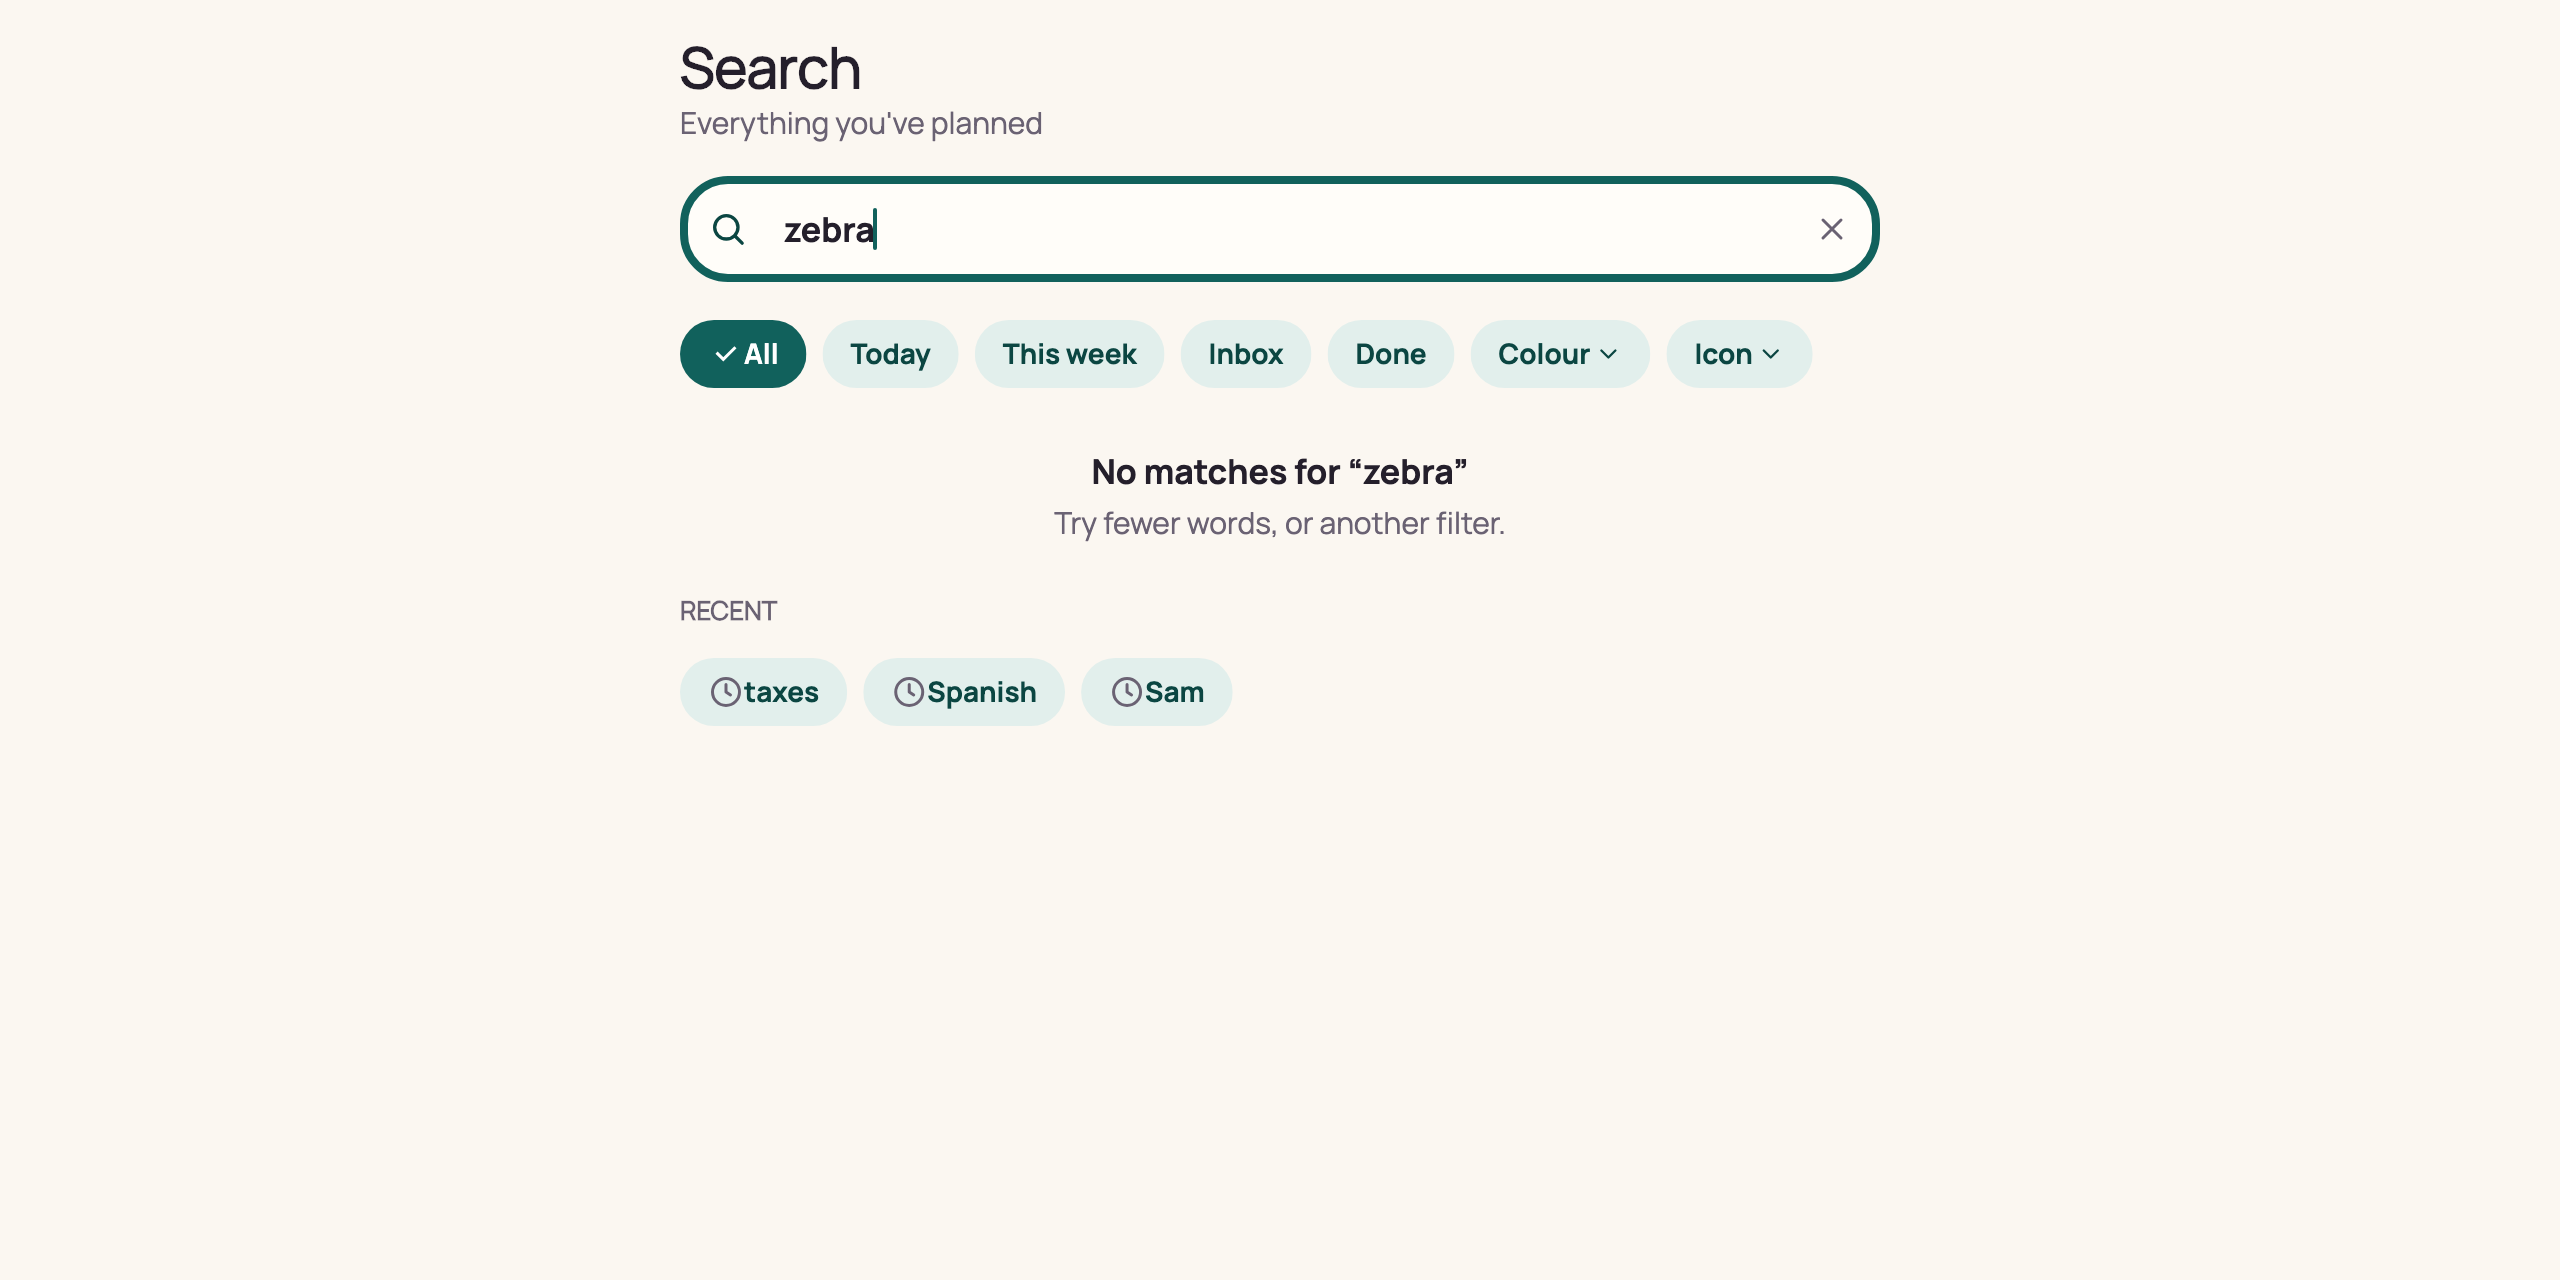 Search
Everything you've planned
zebra
All Today This week Inbox Done Colour Icon
No matches for “zebra”
Try fewer words, or another filter.
RECENT
taxes Spanish Sam